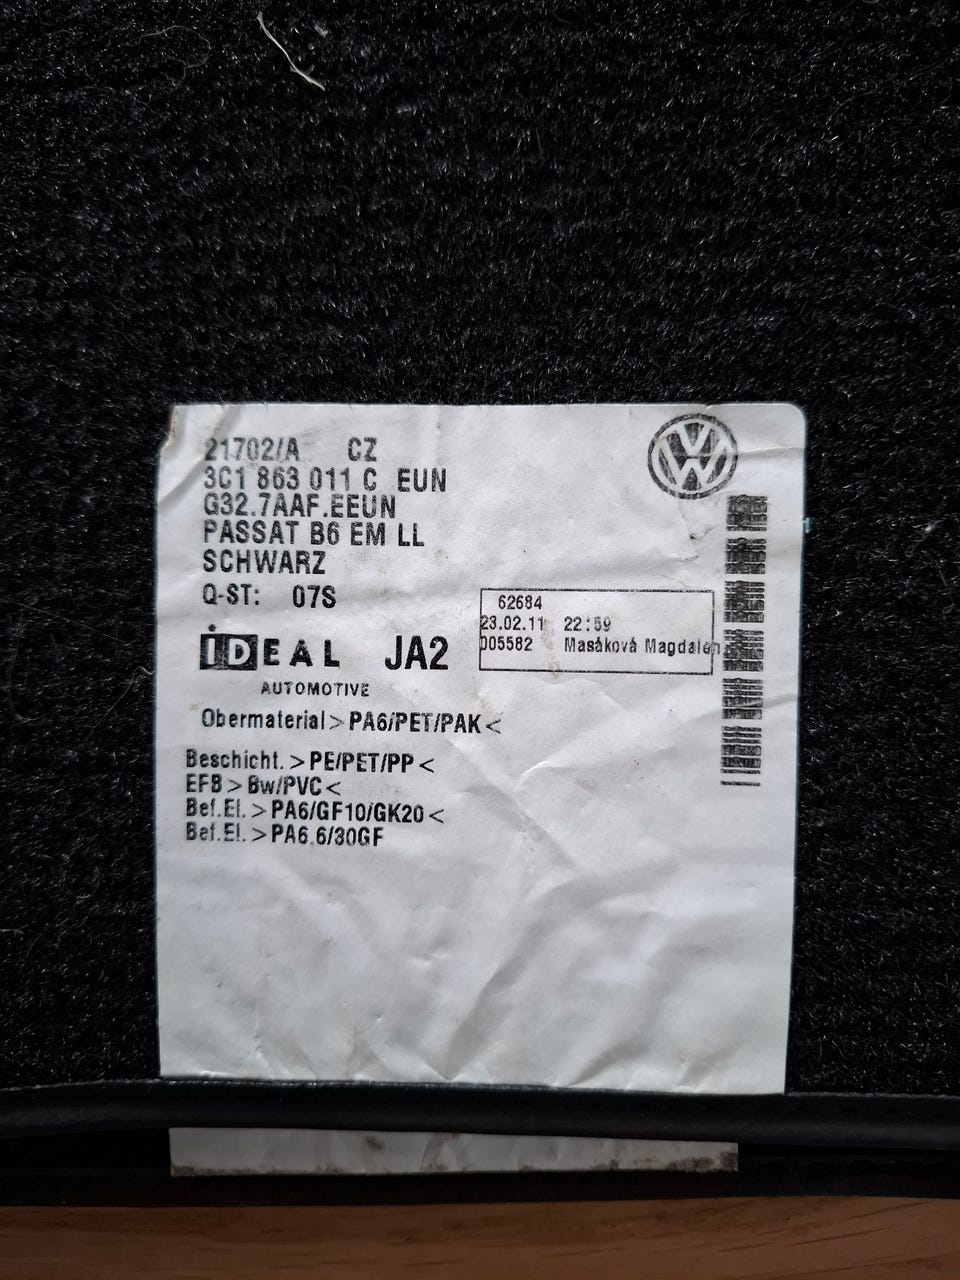 21702/A CZ
3C1 863 011 C EUN
G32.7AAF.EEUN
PASSAT B6 EM LL
SCHWARZ
Q-ST: 07S
62684
23.02.11 22:59
D05582 Masáková Magdalen
iDEAL JA2
AUTOMOTIVE
Obermaterial>PA6/PET/PAK<
Beschicht.>PE/PET/PP<
EFB>Bw/PVC<
Bef.El.>PA6/GF10/GK20<
Bef.El.>PA6.6/30GF